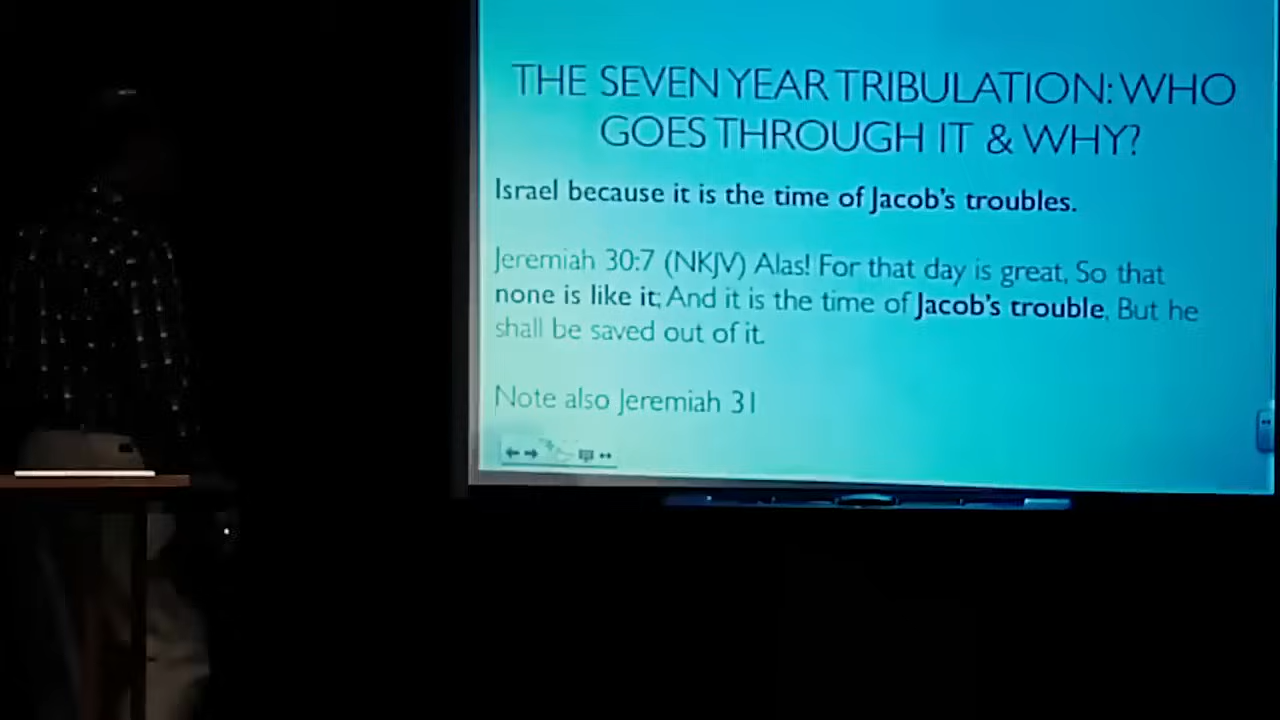 THE SEVEN YEAR TRIBULATION: WHO
GOES THROUGH IT & WHY?
Israel because it is the time of Jacob's troubles.
Jeremiah 30:7 (NKJV) Alas! For that day is great, So that
none is like it; And it is the time of Jacob's trouble, But he
shall be saved out of it.
Note also Jeremiah 31